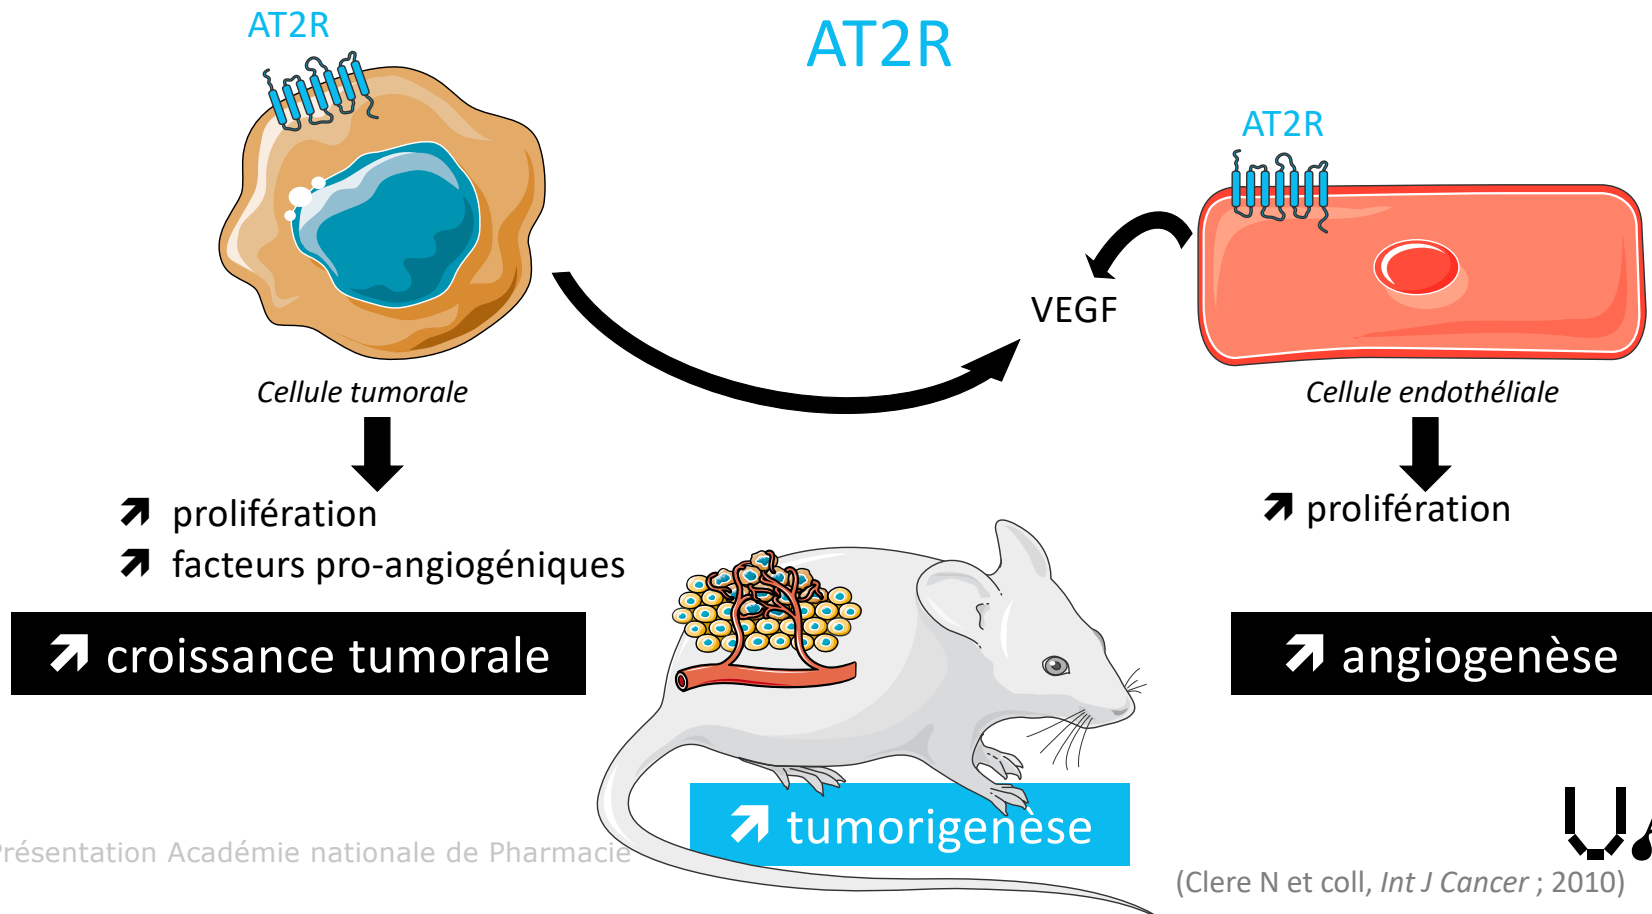 AT2R
AT2R
AT2R
VEGF
Cellule tumorale
Cellule endothéliale
↗ prolifération
↗ facteurs pro-angiogéniques
↗ prolifération
↗ croissance tumorale
↗ angiogenèse
↗ tumorigenèse
Présentation Académie nationale de Pharmacie
(Clere N et coll, Int J Cancer ; 2010)